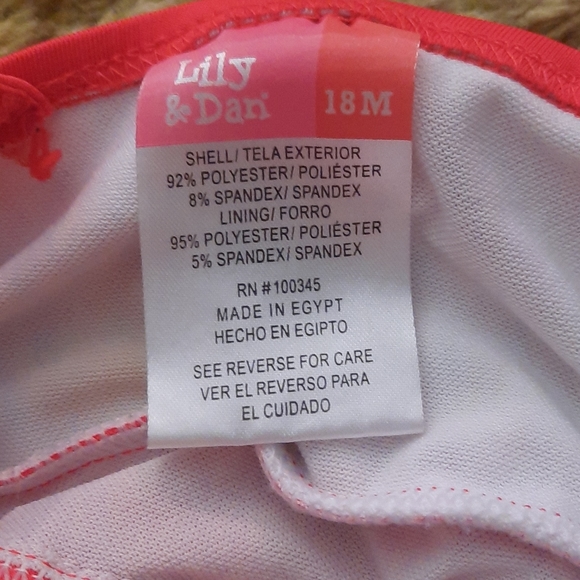 Lily
& Dan
18M
SHELL/ TELA EXTERIOR
92% POLYESTER/ POLIÉSTER
8% SPANDEX/ SPANDEX
LINING/ FORRO
95% POLYESTER/ POLIÉSTER
5% SPANDEX/ SPANDEX
RN #100345
MADE IN EGYPT
HECHO EN EGIPTO
SEE REVERSE FOR CARE
VER EL REVERSO PARA
EL CUIDADO